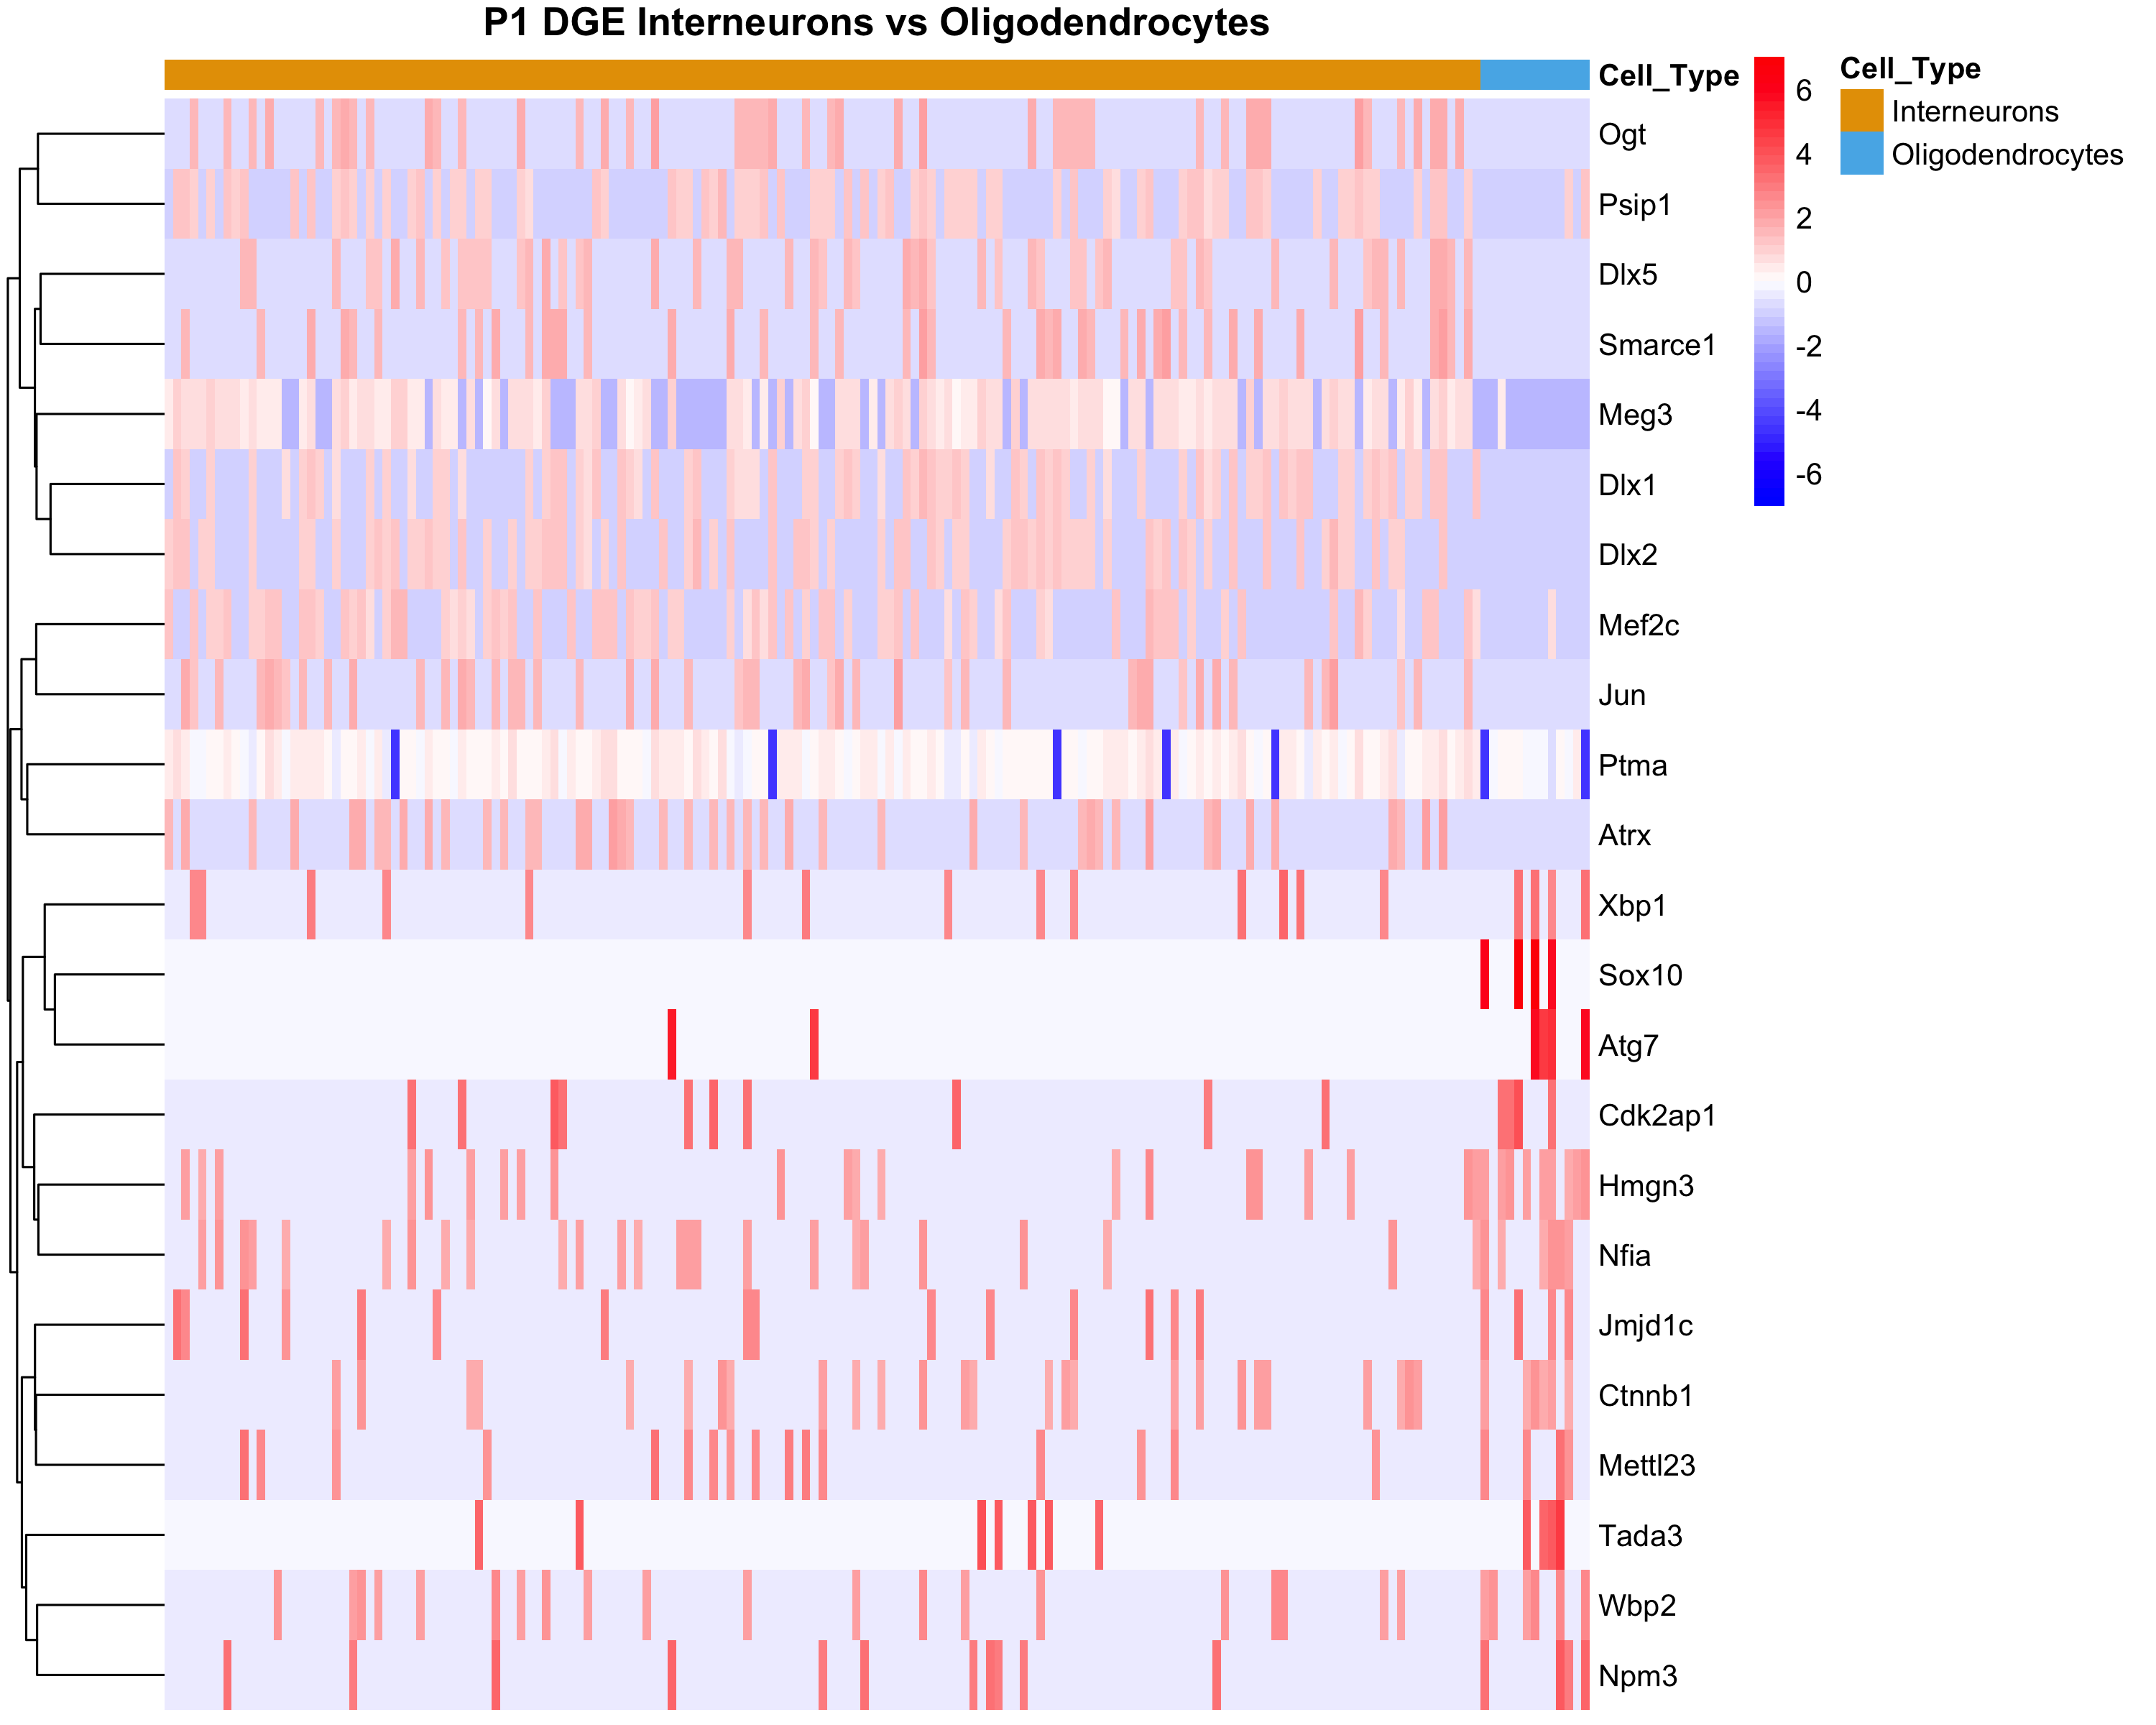 P1 DGE Interneurons vs Oligodendrocytes
Cell_Type
6
4
2
0
-2
-4
-6
Cell_Type
Interneurons
Oligodendrocytes
Ogt
Psip1
Dlx5
Smarce1
Meg3
Dlx1
Dlx2
Mef2c
Jun
Ptma
Atrx
Xbp1
Sox10
Atg7
Cdk2ap1
Hmgn3
Nfia
Jmjd1c
Ctnnb1
Mettl23
Tada3
Wbp2
Npm3